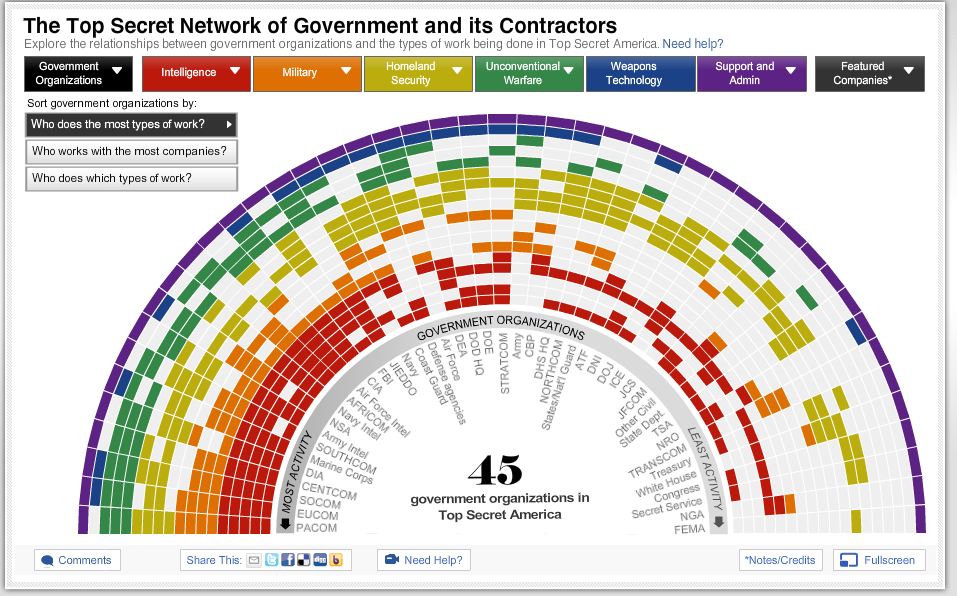 The Top Secret Network of Government and its Contractors
Explore the relationships between government organizations and the types of work being done in Top Secret America. Need help?
Government
Organizations
Intelligence
Military
Homeland
Security
Unconventional
Warfare
Weapons
Technology
Support and
Admin
Featured
Companies*
Sort government organizations by:
Who does the most types of work?
Who works with the most companies?
Who does which types of work?
GOVERNMENT ORGANIZATIONS
MOST ACTIVITY
LEAST ACTIVITY
PACOM
EUCOM
SOCOM
CENTCOM
DIA
Marine Corps
SOUTHCOM
Army Intel
NSA
Navy Intel
AFRICOM
Air Force Intel
CIA
FBI
JIEDDO
Navy
Coast Guard
Defense agencies
Air Force
DEA
DOD HQ
DOE
STRATCOM
Army
CBP
DHS HQ
NORTHCOM
States/Nat'l Guard
ATF
DNI
DOJ
ICE
JCS
JFCOM
Other Civil
State Dept.
TSA
NRO
TRANSCOM
Treasury
White House
Congress
Secret Service
NGA
FEMA
45
government organizations in
Top Secret America
Comments
Share This:
digg
b
Need Help?
*Notes/Credits
Fullscreen